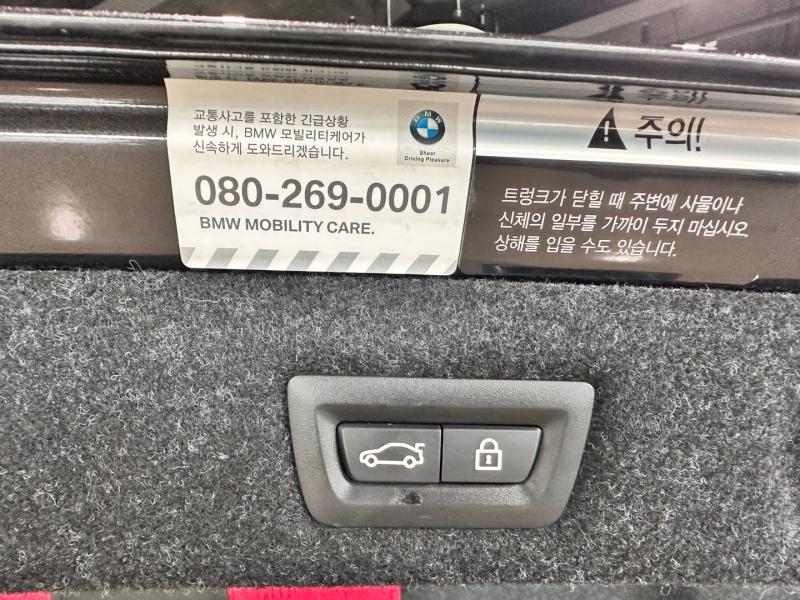 교통사고를 포함한 긴급상황
발생 시, BMW 모빌리티케어가
신속하게 도와드리겠습니다.
BMW
Sheer
Driving Pleasure
080-269-0001
BMW MOBILITY CARE.
주의!
트렁크가 닫힐 때 주변에 사물이나
신체의 일부를 가까이 두지 마십시오.
상해를 입을 수도 있습니다.